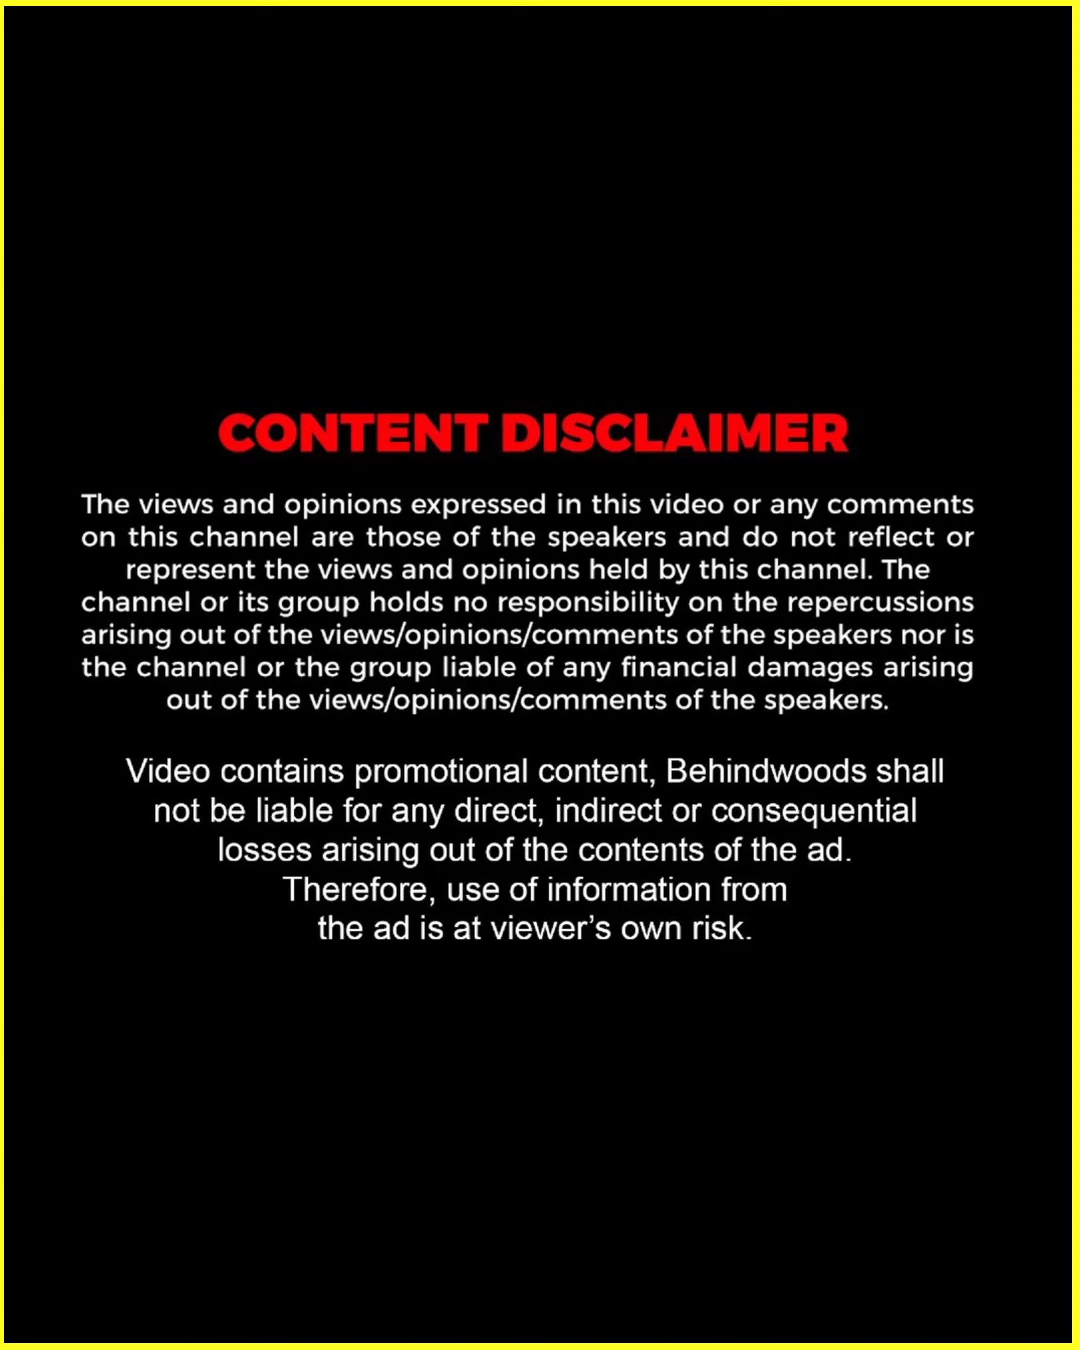 CONTENT DISCLAIMER
The views and opinions expressed in this video or any comments
on this channel are those of the speakers and do not reflect or
represent the views and opinions held by this channel. The
channel or its group holds no responsibility on the repercussions
arising out of the views/opinions/comments of the speakers nor is
the channel or the group liable of any financial damages arising
out of the views/opinions/comments of the speakers.
Video contains promotional content, Behindwoods shall
not be liable for any direct, indirect or consequential
losses arising out of the contents of the ad.
Therefore, use of information from
the ad is at viewer’s own risk.